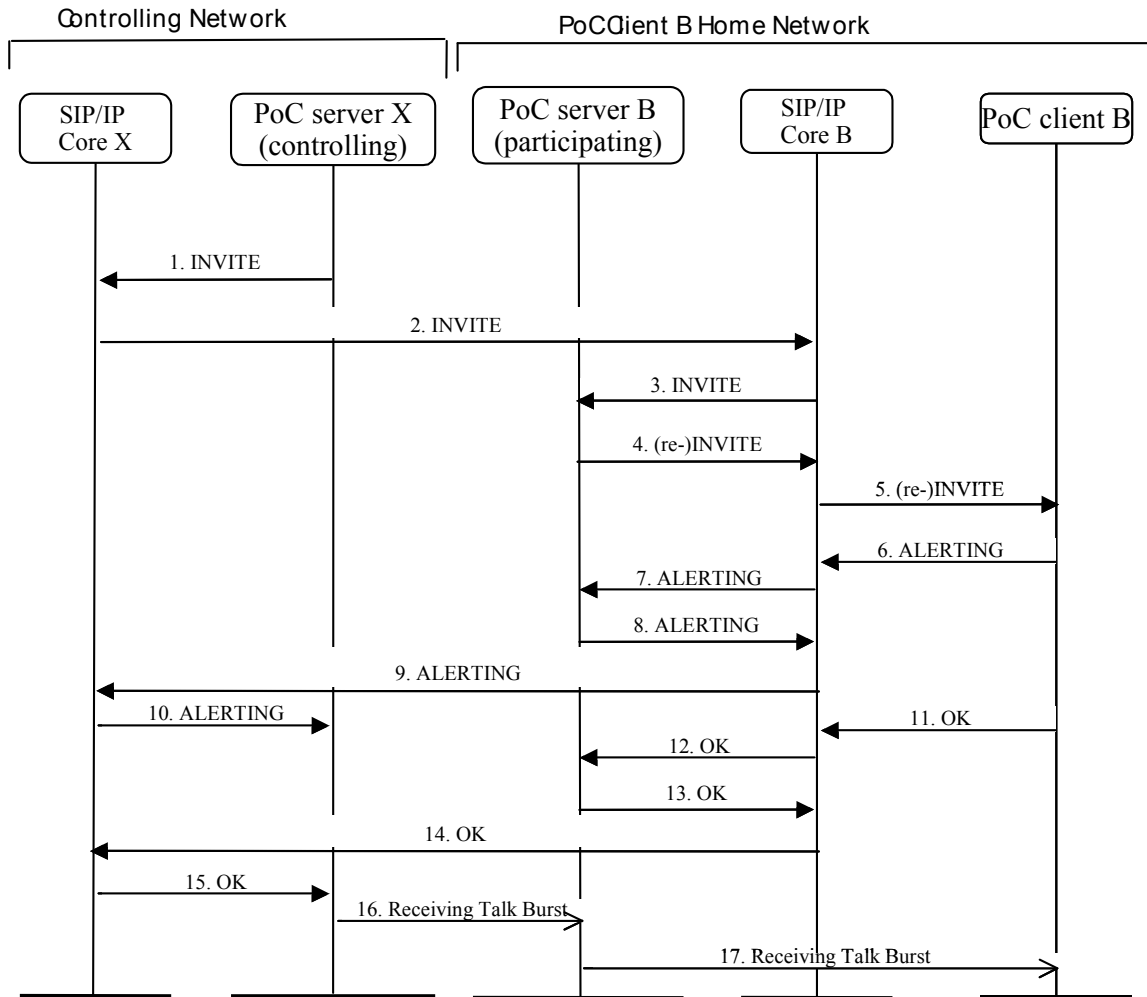 Controlling Network
PoCClient B Home Network
SIP/IP
Core X
PoC server X
(controlling)
PoC server B
(participating)
SIP/IP
Core B
PoC client B
1. INVITE
2. INVITE
3. INVITE
4. (re-)INVITE
5. (re-)INVITE
6. ALERTING
7. ALERTING
8. ALERTING
9. ALERTING
10. ALERTING
11. OK
12. OK
13. OK
14. OK
15. OK
16. Receiving Talk Burst
17. Receiving Talk Burst